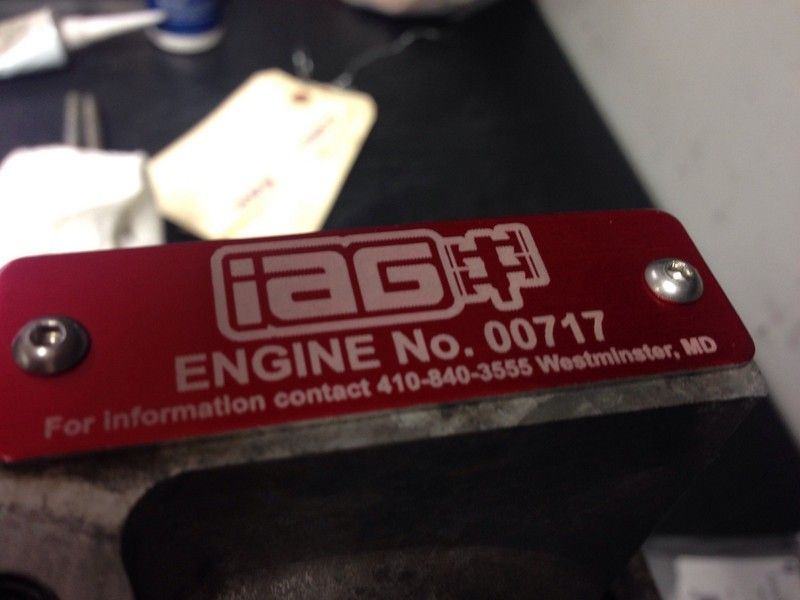 iAG
ENGINE No. 00717
For information contact 410-840-3555 Westminster, MD